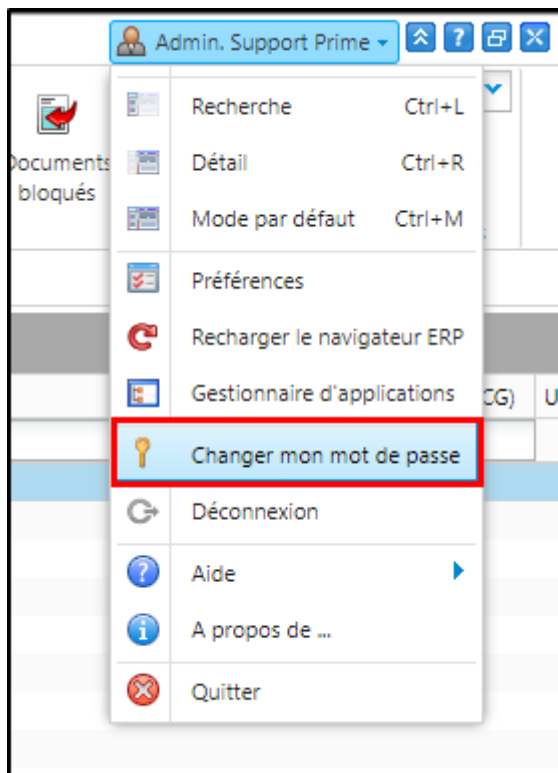 Admin. Support Prime
Documents
bloqués
Recherche Ctrl+L
Détail Ctrl+R
Mode par défaut Ctrl+M
Préférences
Recharger le navigateur ERP
Gestionnaire d'applications
CG) U
Changer mon mot de passe
Déconnexion
Aide
A propos de ...
Quitter